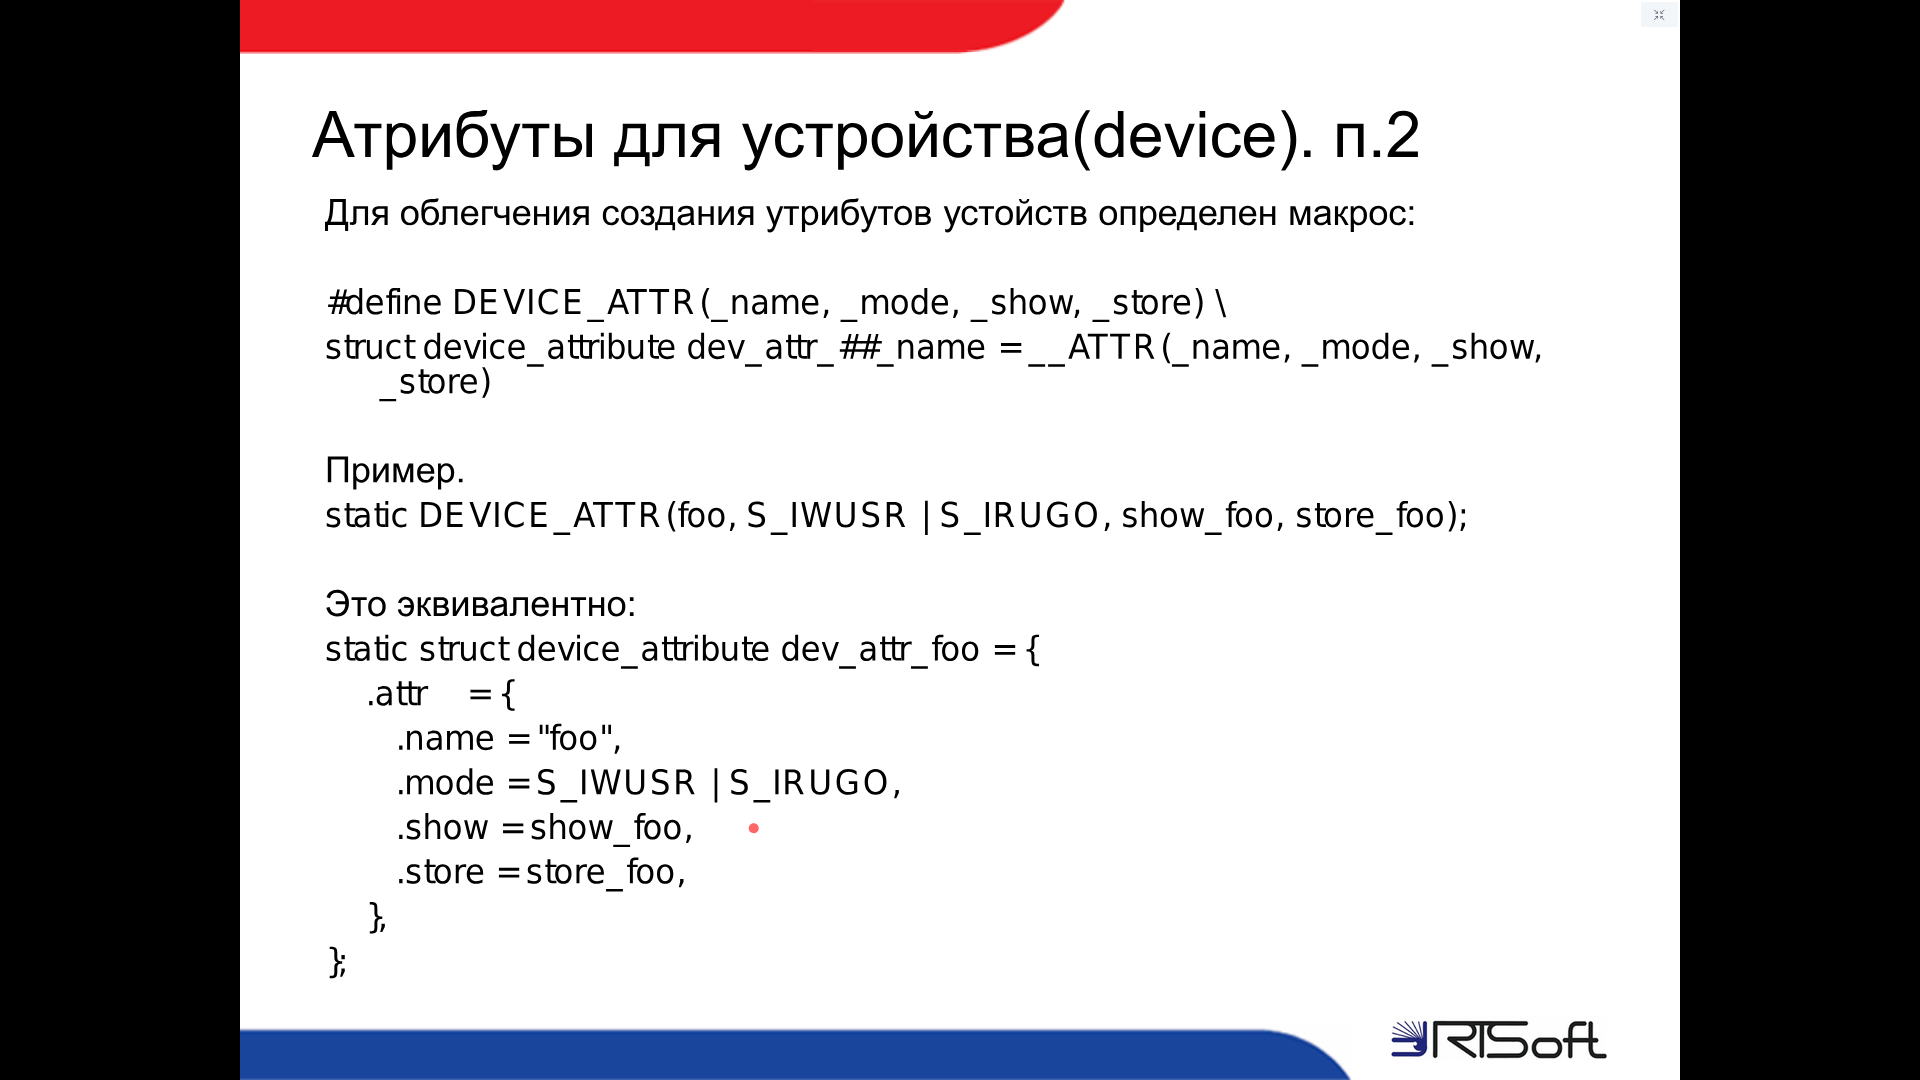 Атрибуты для устройства(device). п.2
Для облегчения создания утрибутов устойств определен макрос:
#define DEVICE_ATTR(_name, _mode, _show, _store) \
struct device_attribute dev_attr_##_name = __ATTR(_name, _mode, _show,
_store)
Пример.
static DEVICE_ATTR(foo, S_IWUSR | S_IRUGO, show_foo, store_foo);
Это эквивалентно:
static struct device_attribute dev_attr_foo = {
.attr = {
.name = "foo",
.mode = S_IWUSR | S_IRUGO,
.show = show_foo,
.store = store_foo,
},
};
RTSoft